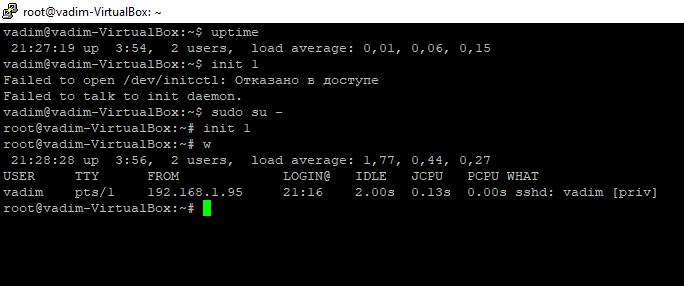 root@vadim-VirtualBox: ~
vadim@vadim-VirtualBox:~$ uptime
 21:27:19 up  3:54,  2 users,  load average: 0,01, 0,06, 0,15
vadim@vadim-VirtualBox:~$ init 1
Failed to open /dev/initctl: Отказано в доступе
Failed to talk to init daemon.
vadim@vadim-VirtualBox:~$ sudo su -
root@vadim-VirtualBox:~# init 1
root@vadim-VirtualBox:~# w
 21:28:28 up  3:56,  2 users,  load average: 1,77, 0,44, 0,27
USER     TTY      FROM             LOGIN@   IDLE   JCPU   PCPU WHAT
vadim    pts/1    192.168.1.95     21:16    2.00s  0.13s  0.00s sshd: vadim [priv]
root@vadim-VirtualBox:~#